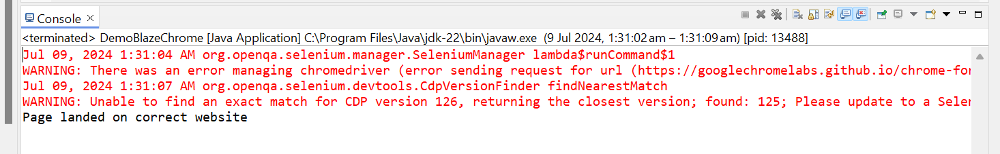 Console
<terminated> DemoBlazeChrome [Java Application] C:\Program Files\Java\jdk-22\bin\javaw.exe (9 Jul 2024, 1:31:02 am – 1:31:09 am) [pid: 13488]
Jul 09, 2024 1:31:04 AM org.openqa.selenium.manager.SeleniumManager lambda$runCommand$1
WARNING: There was an error managing chromedriver (error sending request for url (https://googlechromelabs.github.io/chrome-for
Jul 09, 2024 1:31:07 AM org.openqa.selenium.devtools.CdpVersionFinder findNearestMatch
WARNING: Unable to find an exact match for CDP version 126, returning the closest version; found: 125; Please update to a Selen
Page landed on correct website